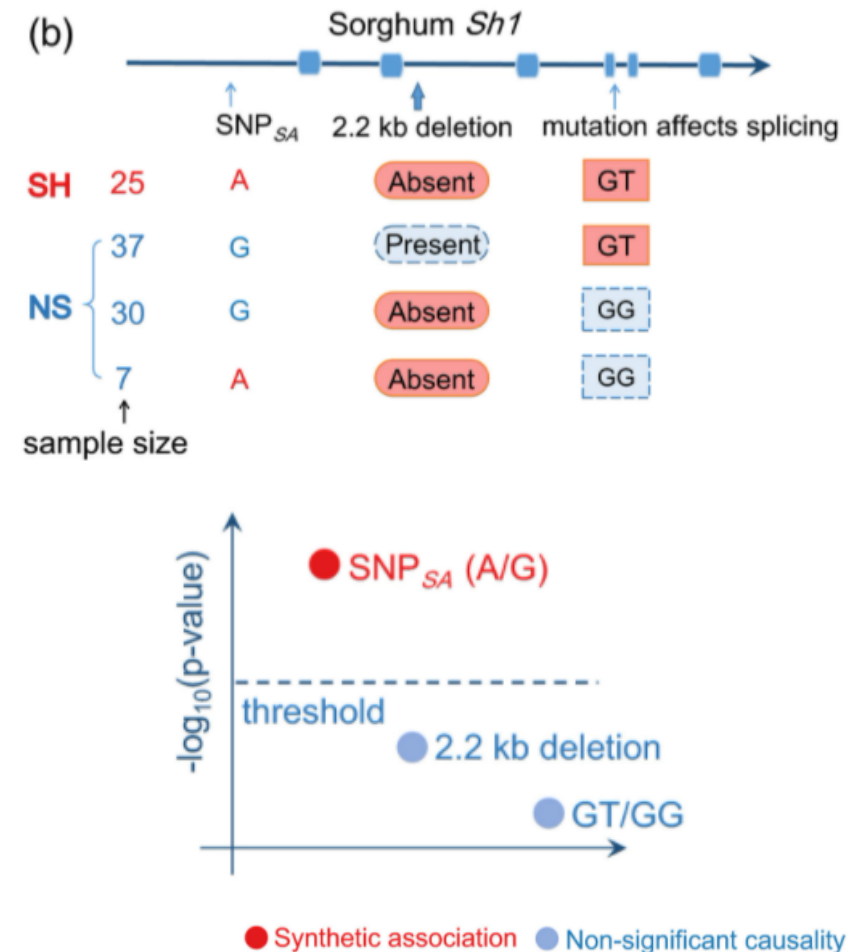 (b)
Sorghum Sh1
SNPSA 2.2 kb deletion mutation affects splicing
SH 25 A Absent GT
37 G Present GT
NS 30 G Absent GG
7 A Absent GG
sample size
-log10(p-value)
SNPSA (A/G)
threshold
2.2 kb deletion
GT/GG
Synthetic association Non-significant causality